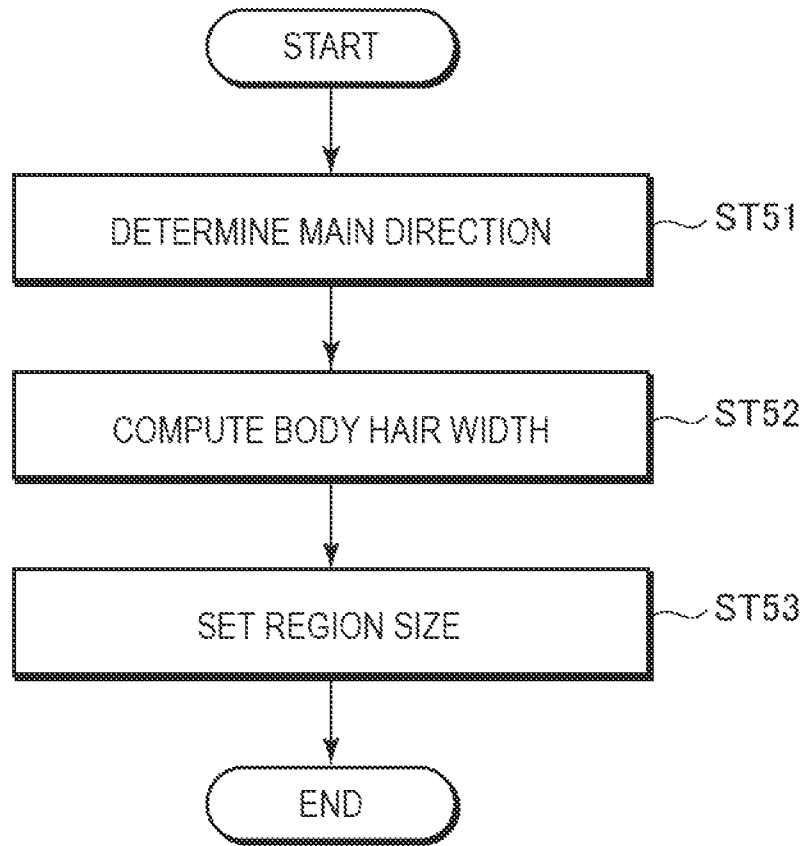 START
DETERMINE MAIN DIRECTION
ST51
COMPUTE BODY HAIR WIDTH
ST52
SET REGION SIZE
ST53
END